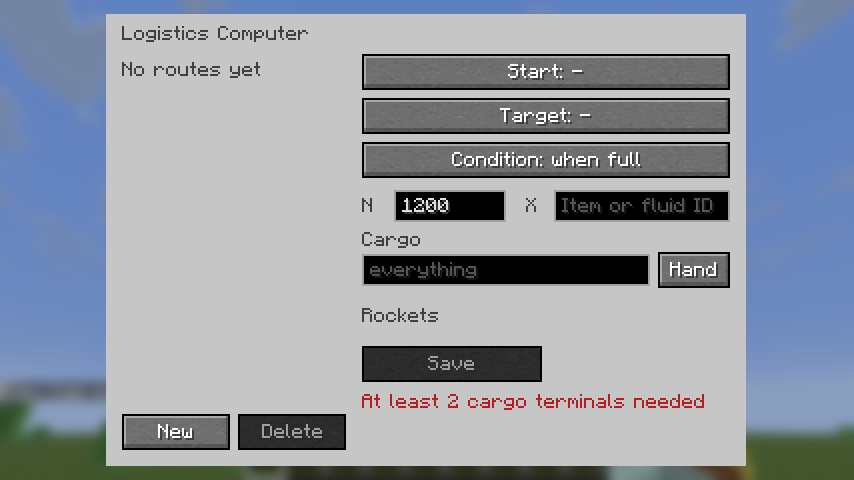 Logistics Computer
No routes yet
Start: -
Target: -
Condition: when full
N 1200 X Item or fluid ID
Cargo
everything Hand
Rockets
Save
At least 2 cargo terminals needed
New Delete